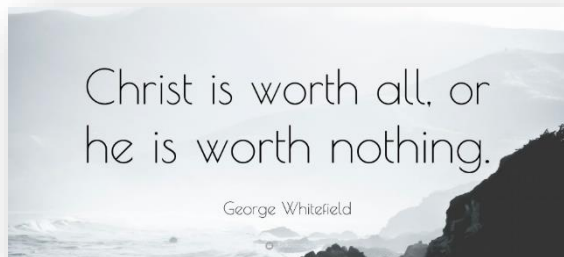 Christ is worth all, or
he is worth nothing.
George Whitefield